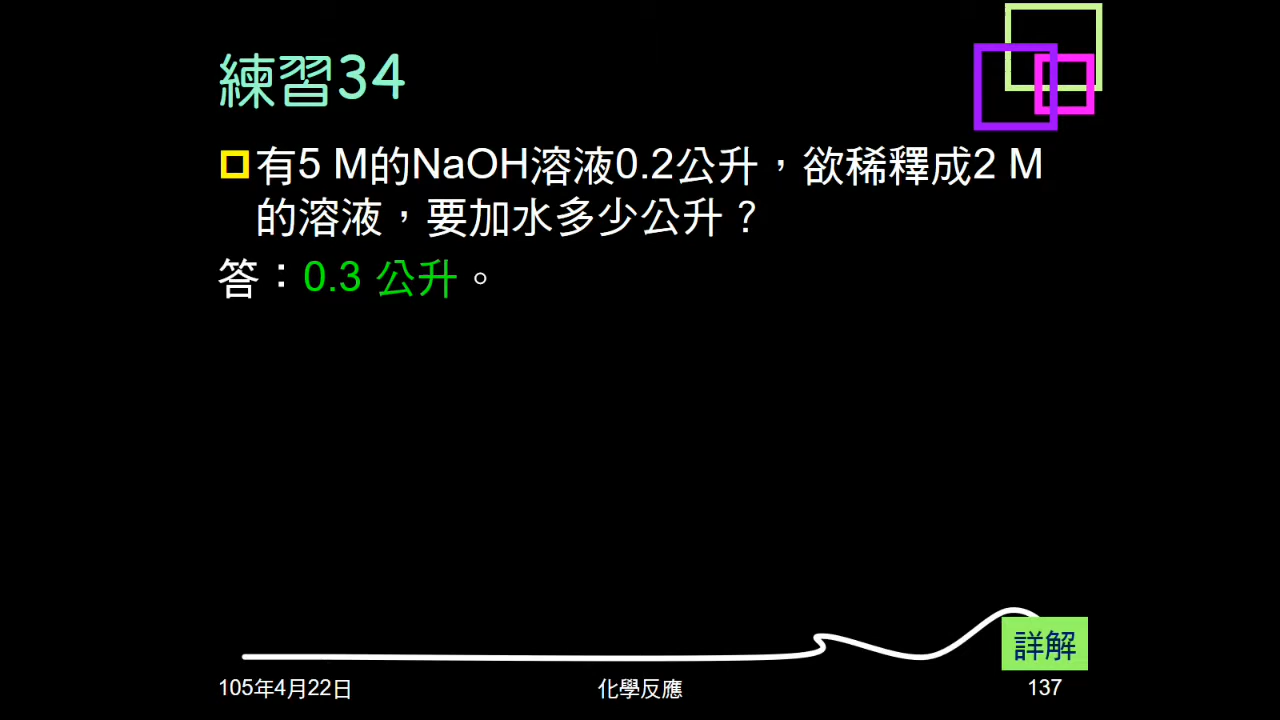 練習34
有5 M的NaOH溶液0.2公升，欲稀釋成2 M
的溶液，要加水多少公升？
答：0.3 公升。
詳解
105年4月22日
化學反應
137